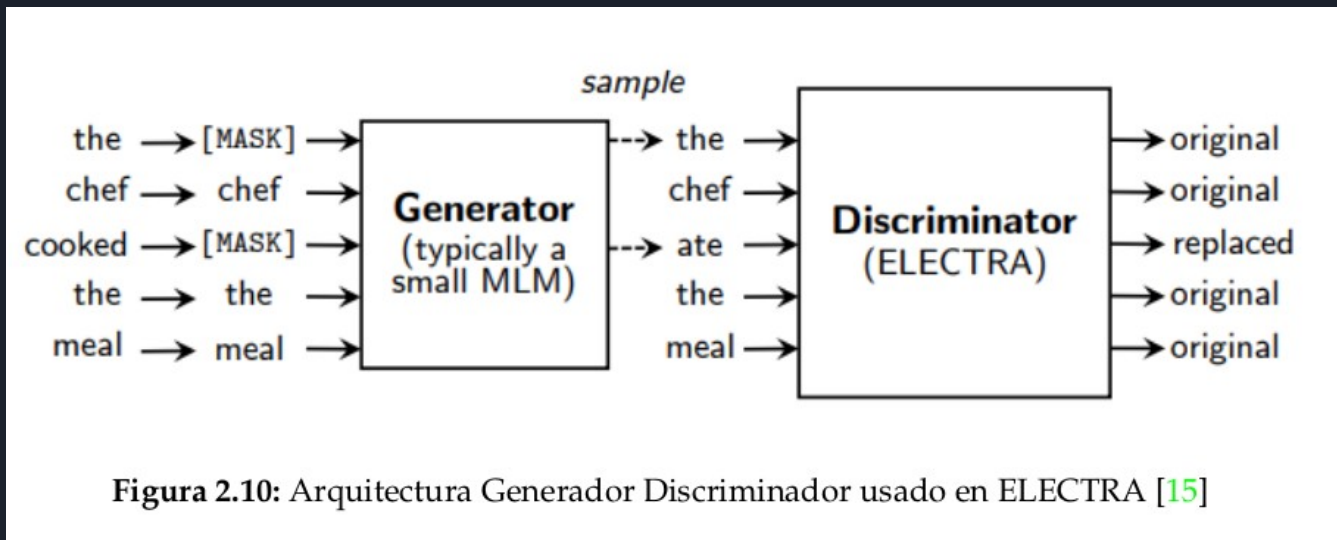 sample
the [MASK] the original
chef chef chef original
cooked [MASK] ate replaced
the the the original
meal meal meal original
Generator
(typically a
small MLM)
Discriminator
(ELECTRA)
Figura 2.10: Arquitectura Generador Discriminador usado en ELECTRA [15]